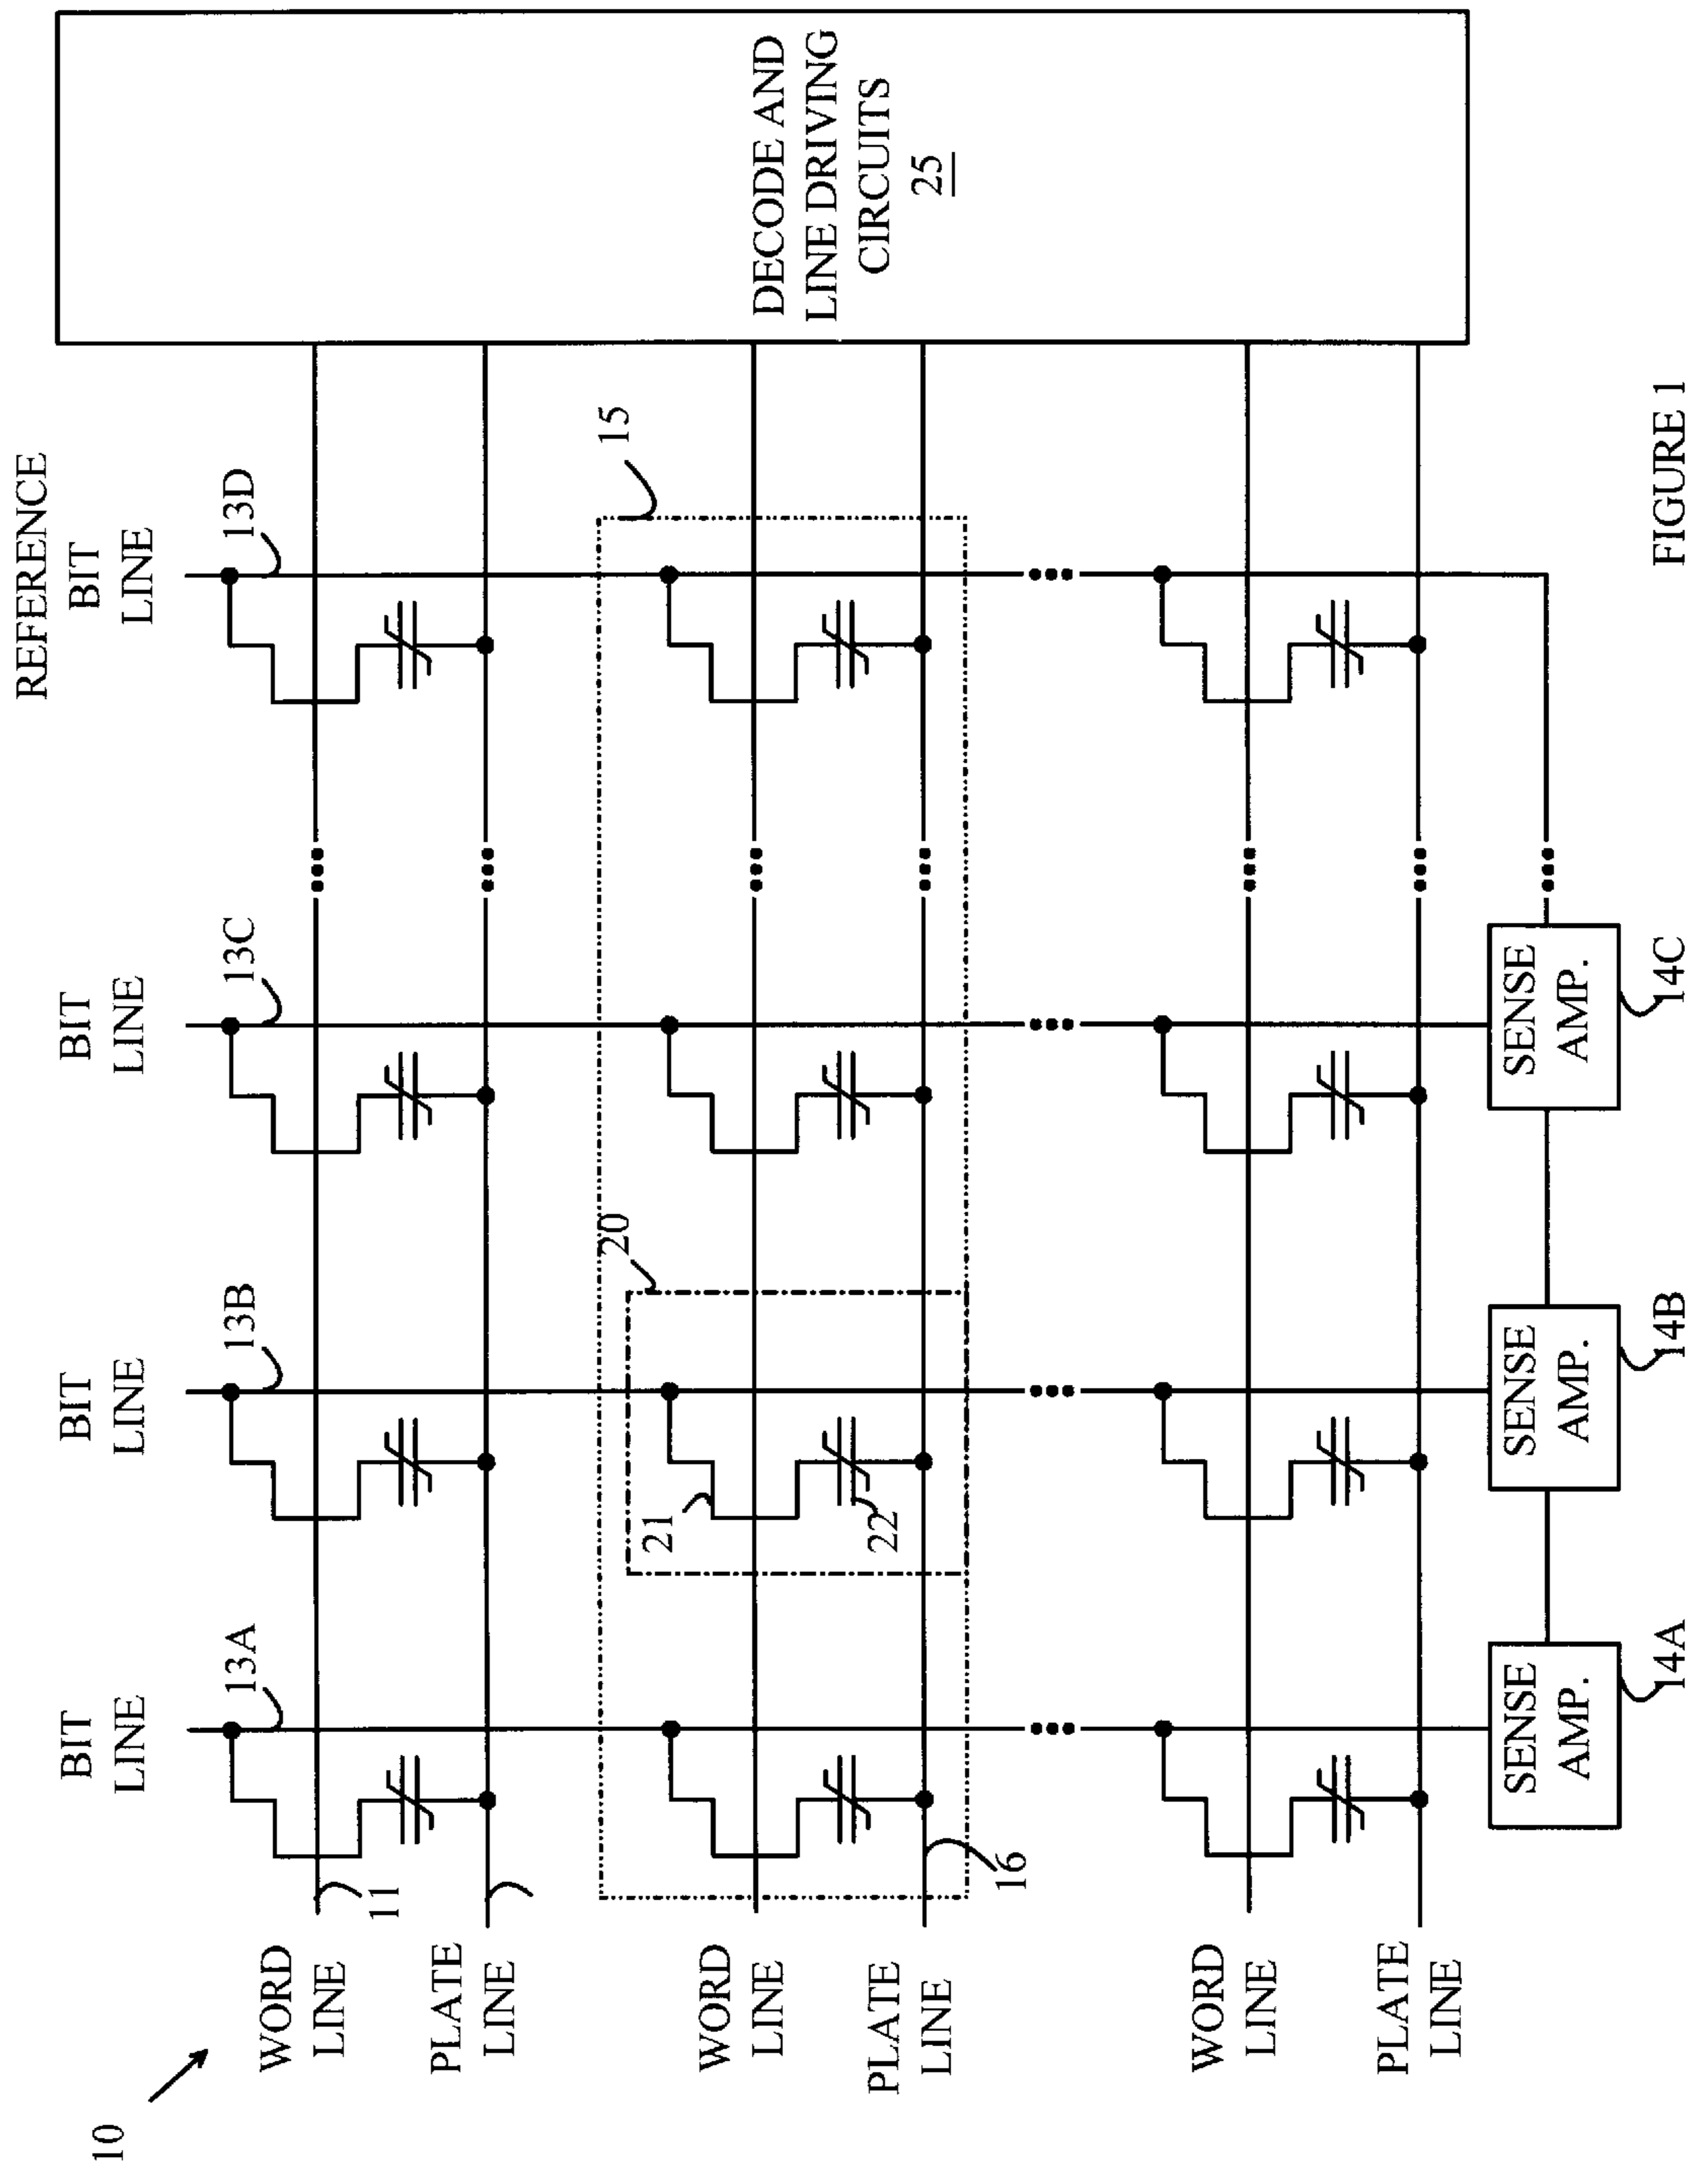 10
WORD
LINE
11
PLATE
LINE
WORD
LINE
PLATE
LINE
16
WORD
LINE
PLATE
LINE
BIT
LINE
13A
BIT
LINE
13B
BIT
LINE
13C
REFERENCE
BIT
LINE
13D
15
20
21
22
SENSE
AMP.
14A
SENSE
AMP.
14B
SENSE
AMP.
14C
DECODE AND
LINE DRIVING
CIRCUITS
25
FIGURE 1